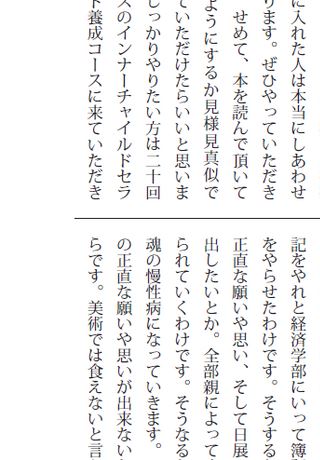 に入れた人は本当にしあわせ
ります。ぜひやっていただき
せめて、本を読んで頂いて
ようにするか見様見真似で
ていただけたらいいと思いま
しっかりやりたい方は二十回
スのインナーチャイルドセラ
ト養成コースに来ていただき
記をやれと経済学部にいって簿
をやらせたわけです。そうする
正直な願いや思い、そして日展
出したいとか。全部親によって
られていくわけです。そうなる
魂の慢性病になっていきます。
の正直な願いや思いが出来ない
らです。美術では食えないと言